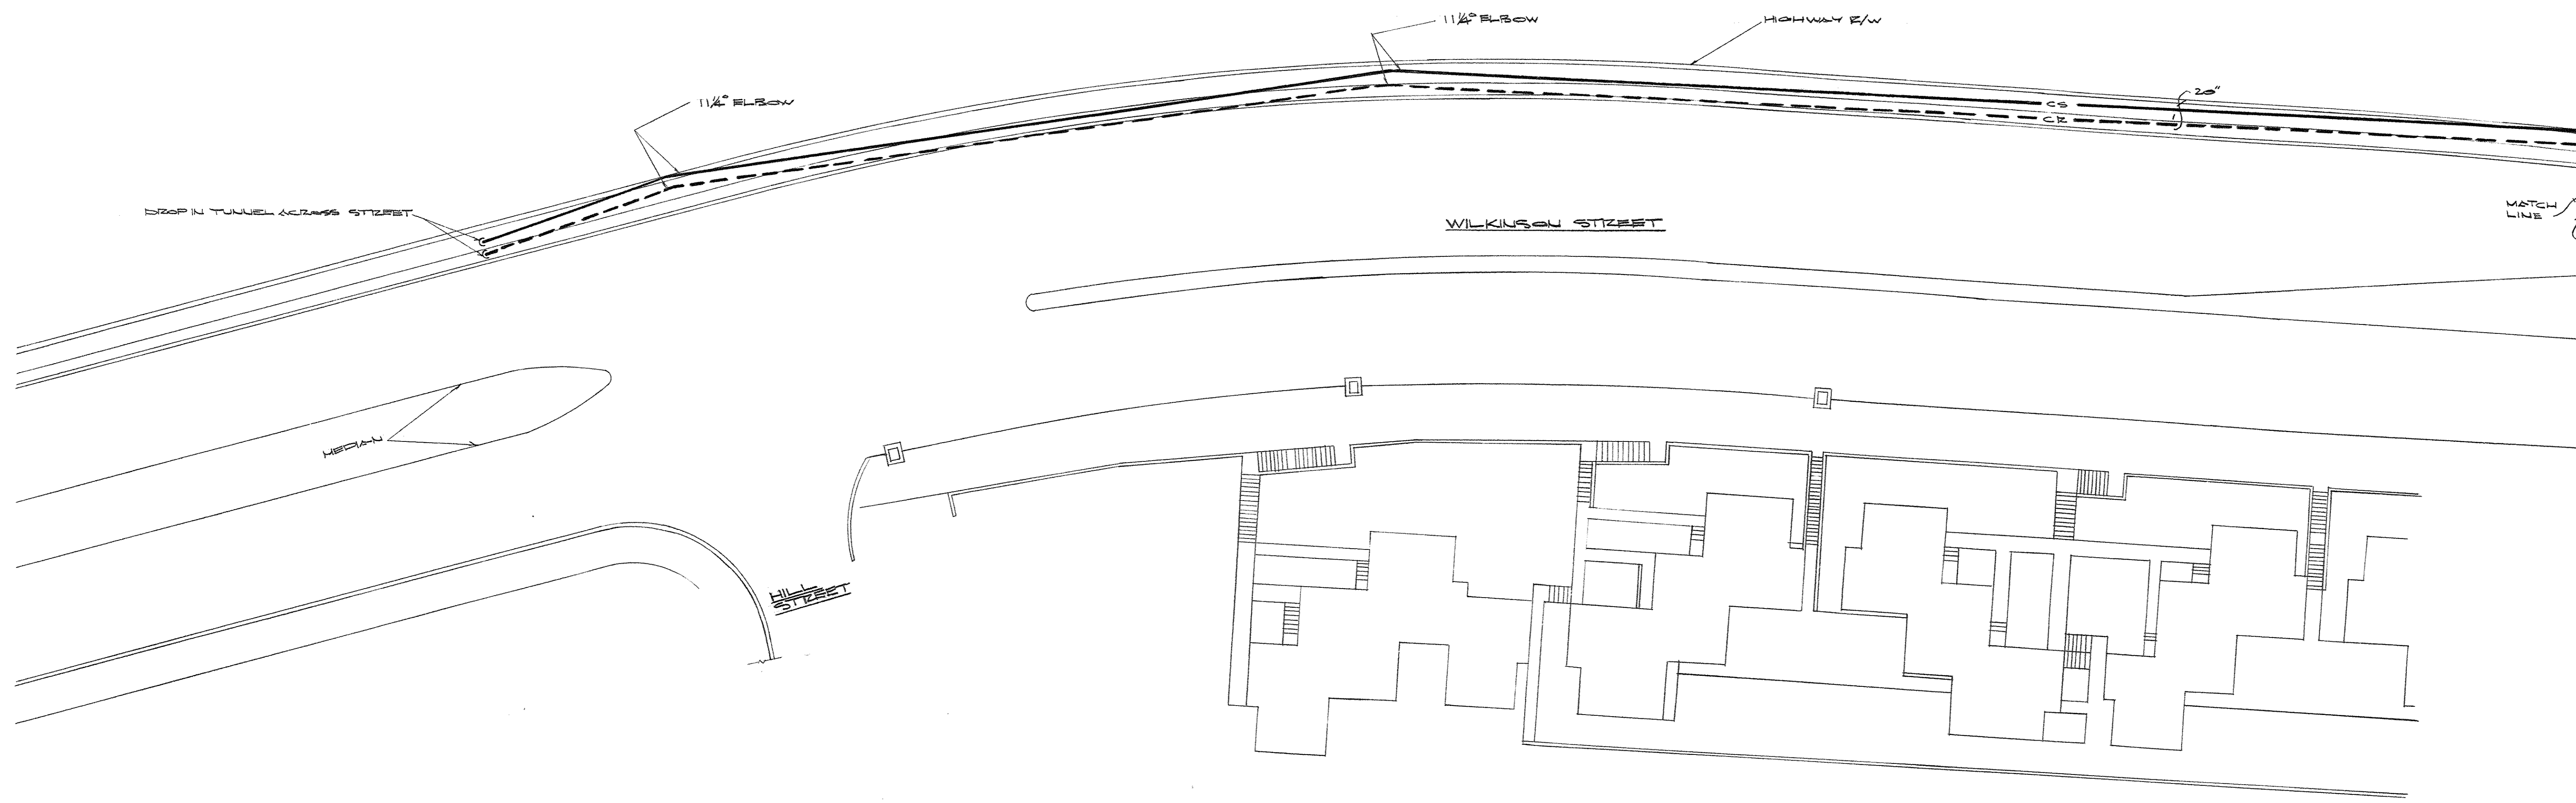 11¼° ELBOW
HIGHWAY R/W
11¼° ELBOW
20"
CS
CR
DROP IN TUNNEL ACROSS STREET
WILKINSON STREET
MATCH
LINE
MEDIAN
HILL
STREET